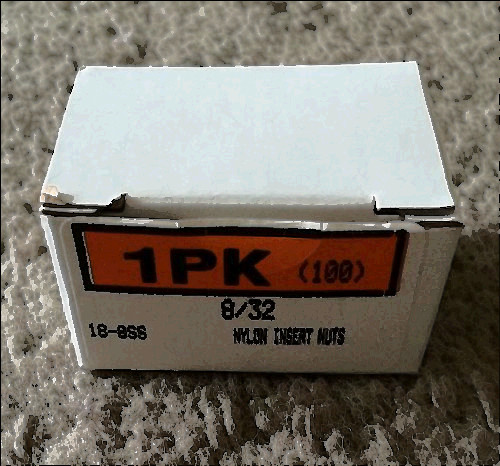 1PK (100)
8/32
18-8SS NYLON INSERT NUTS